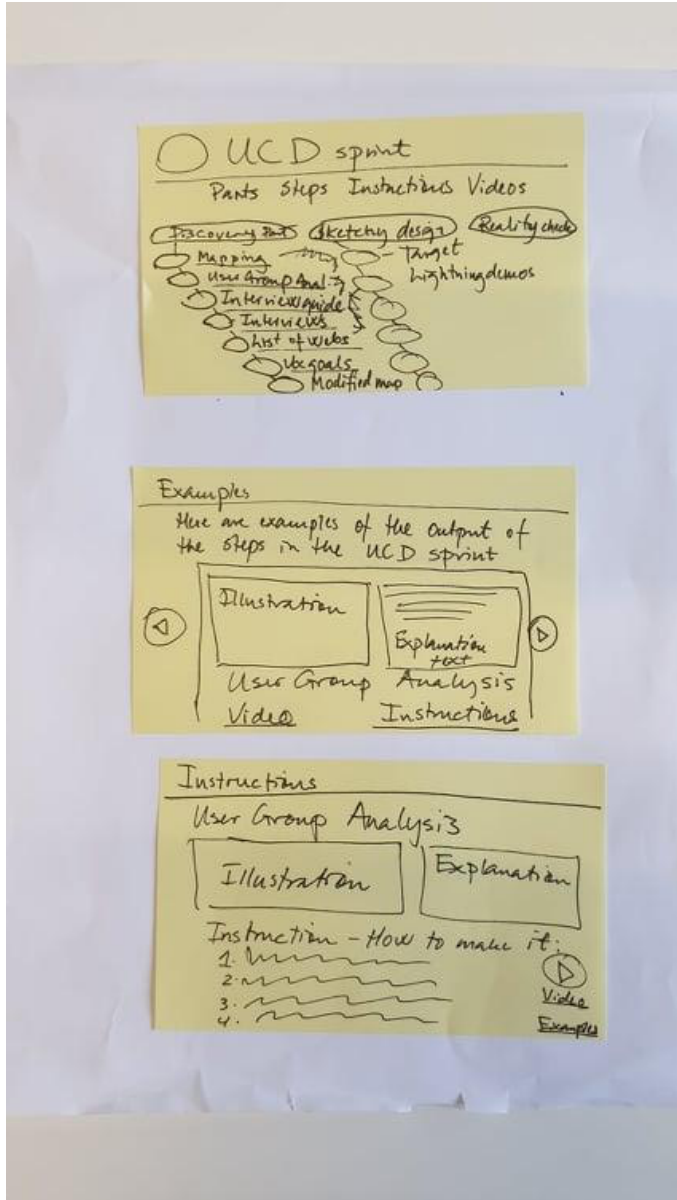 UCD sprint
Parts Steps Instuctions Videos
Discovery Part Sketchy design Reality check
Mapping Target
User Group Anal. Lightning demos
Interview guide
Interviews
List of webs
Ux goals
Modified map
Examples
Here are examples of the output of
the steps in the UCD sprint
Illustration
Explanation
text
User Group Analysis
Video Instructions
Instructions
User Group Analysis
Illustration Explanation
Instruction - How to make it:
1.
2.
3.
4.
Video
Examples